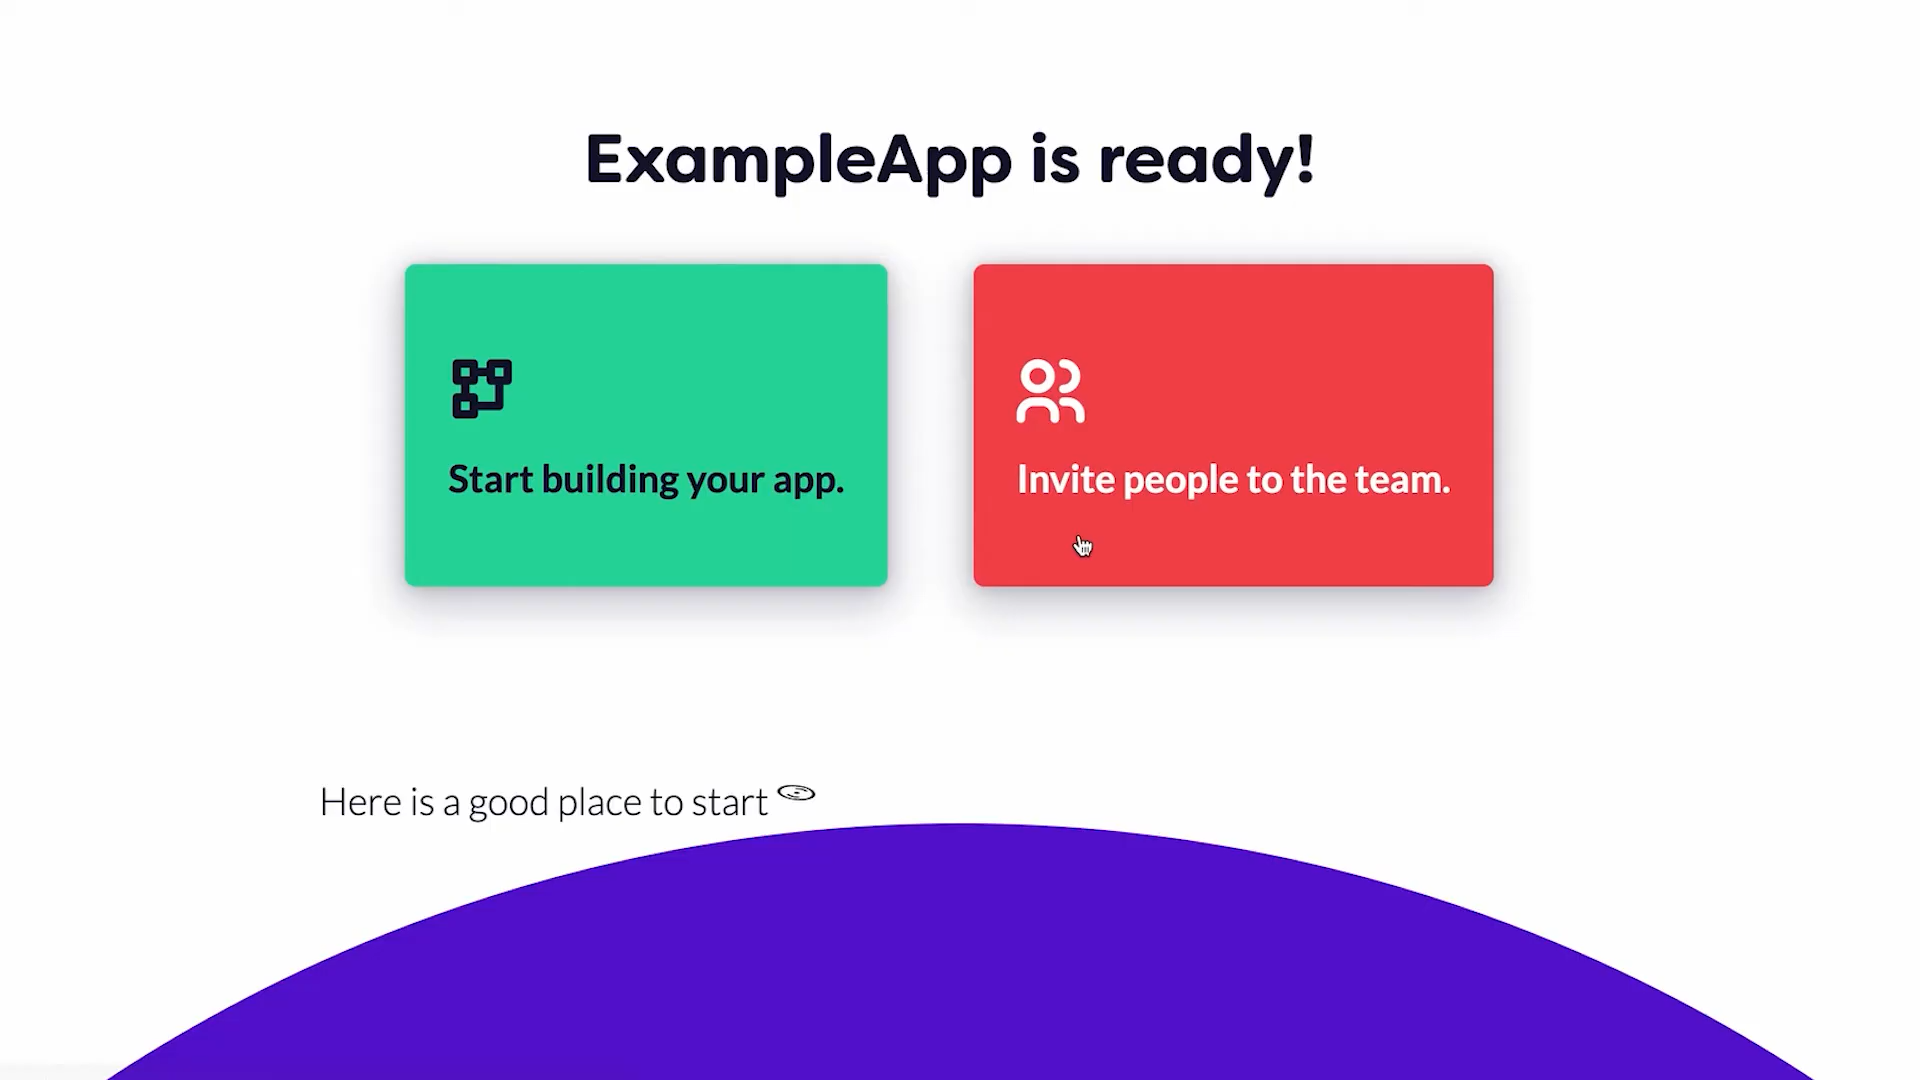 ExampleApp is ready!
Start building your app.
Invite people to the team.
Here is a good place to start